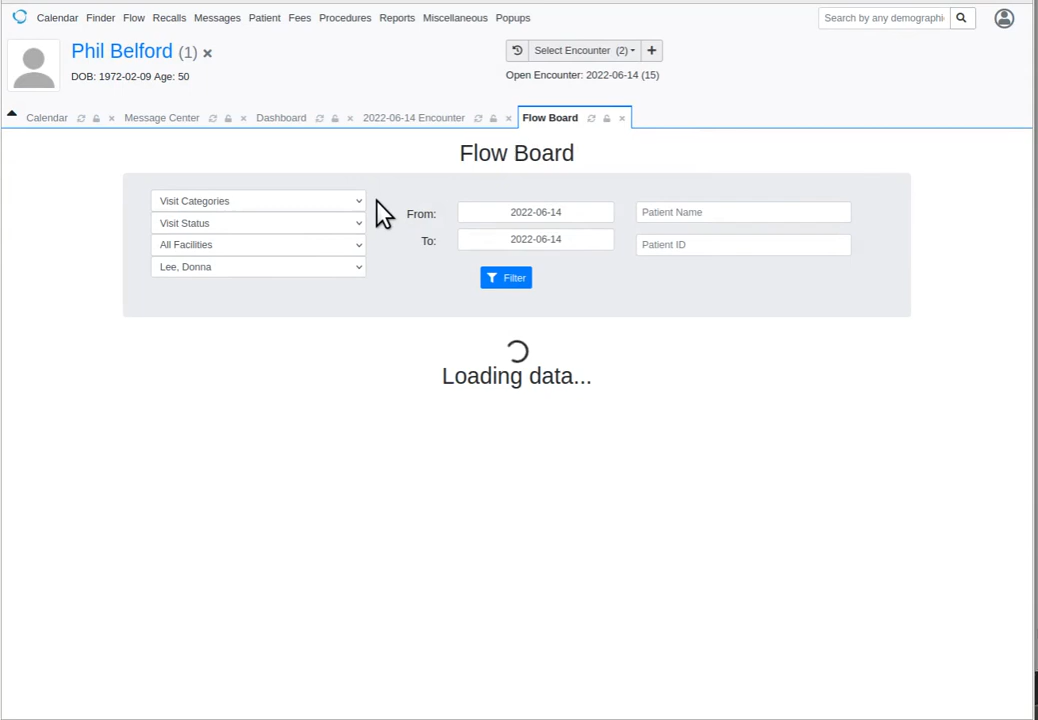 Calendar Finder Flow Recalls Messages Patient Fees Procedures Reports Miscellaneous Popups
Search by any demographi
Phil Belford (1)
DOB: 1972-02-09 Age: 50
Select Encounter (2)
Open Encounter: 2022-06-14 (15)
Calendar Message Center Dashboard 2022-06-14 Encounter Flow Board
Flow Board
Visit Categories
Visit Status
All Facilities
Lee, Donna
From: 2022-06-14
To: 2022-06-14
Patient Name
Patient ID
Filter
Loading data...